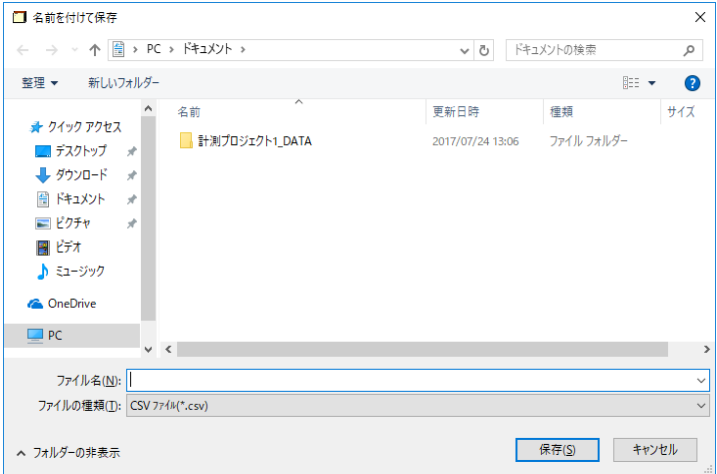 名前を付けて保存
PC › ドキュメント ›
ドキュメントの検索
整理
新しいフォルダー
名前 更新日時 種類 サイズ
計測プロジェクト1_DATA 2017/07/24 13:06 ファイル フォルダー
クイック アクセス
デスクトップ
ダウンロード
ドキュメント
ピクチャ
ビデオ
ミュージック
OneDrive
PC
ファイル名(N):
ファイルの種類(T): CSV ファイル(*.csv)
フォルダーの非表示
保存(S) キャンセル